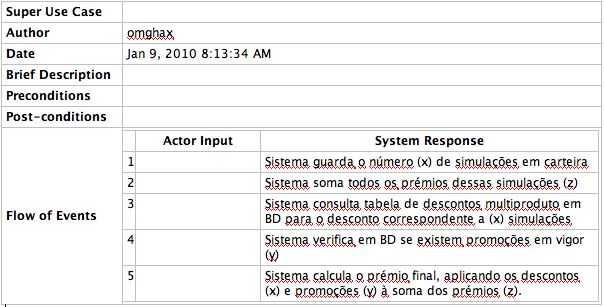 Super Use Case
Author omghax
Date Jan 9, 2010 8:13:34 AM
Brief Description
Preconditions
Post-conditions
Flow of Events
Actor Input System Response
1 Sistema guarda o número (x) de simulações em carteira
2 Sistema soma todos os prémios dessas simulações (z)
3 Sistema consulta tabela de descontos multiproduto em
BD para o desconto correspondente a (x) simulações
4 Sistema verifica em BD se existem promoções em vigor
(y)
5 Sistema calcula o prémio final, aplicando os descontos
(x) e promoções (y) à soma dos prémios (z).